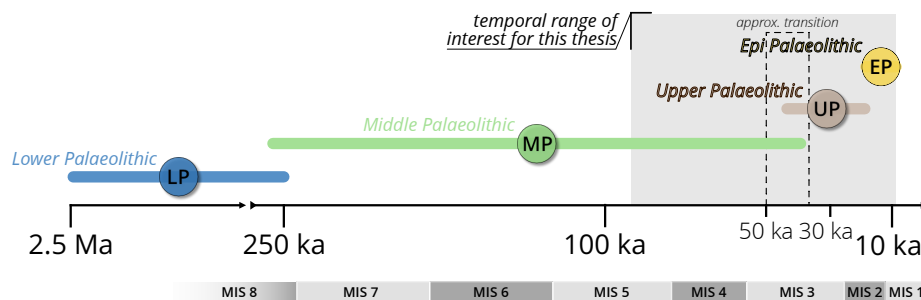 temporal range of
interest for this thesis
approx. transition
Epi Palaeolithic
EP
Upper Palaeolithic
UP
Middle Palaeolithic
MP
Lower Palaeolithic
LP
2.5 Ma
250 ka
100 ka
50 ka
30 ka
10 ka
MIS 8
MIS 7
MIS 6
MIS 5
MIS 4
MIS 3
MIS 2
MIS 1